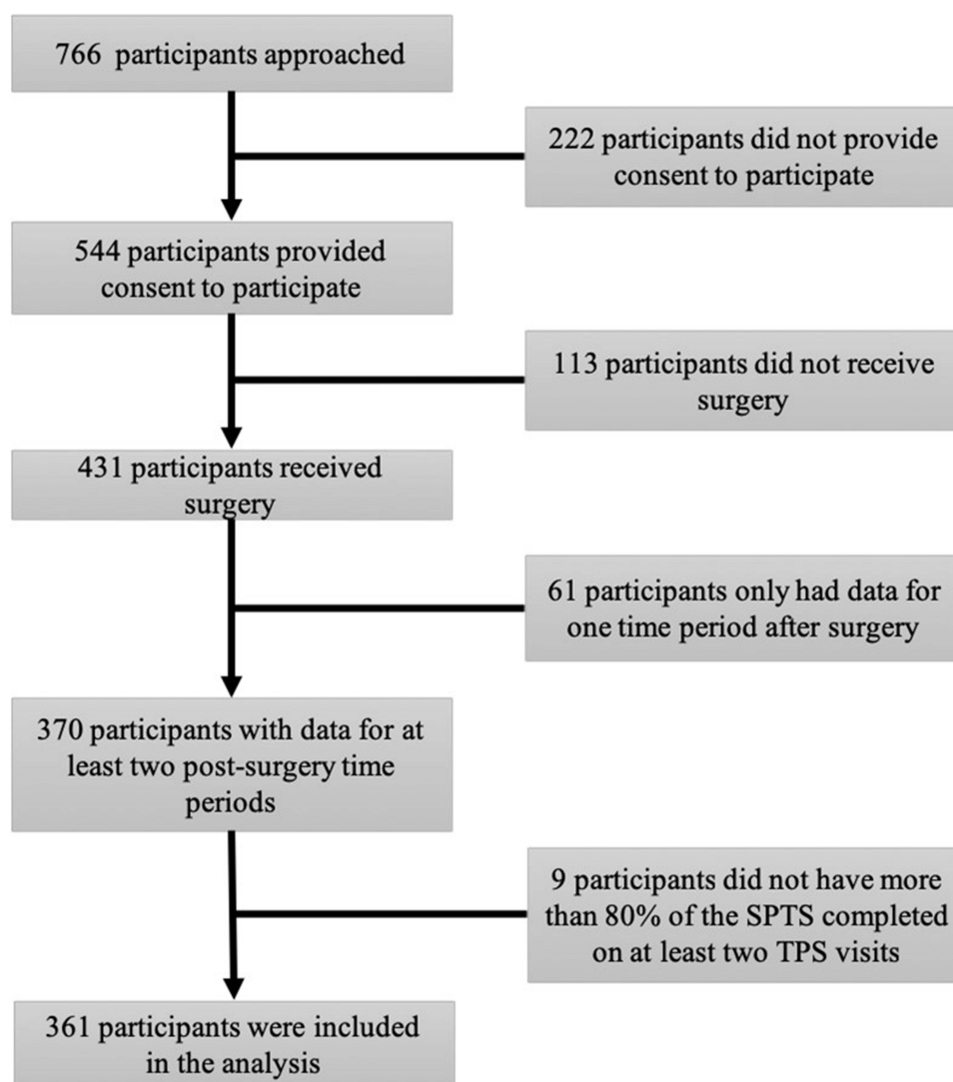 766 participants approached
222 participants did not provide
consent to participate
544 participants provided
consent to participate
113 participants did not receive
surgery
431 participants received
surgery
61 participants only had data for
one time period after surgery
370 participants with data for at
least two post-surgery time
periods
9 participants did not have more
than 80% of the SPTS completed
on at least two TPS visits
361 participants were included
in the analysis